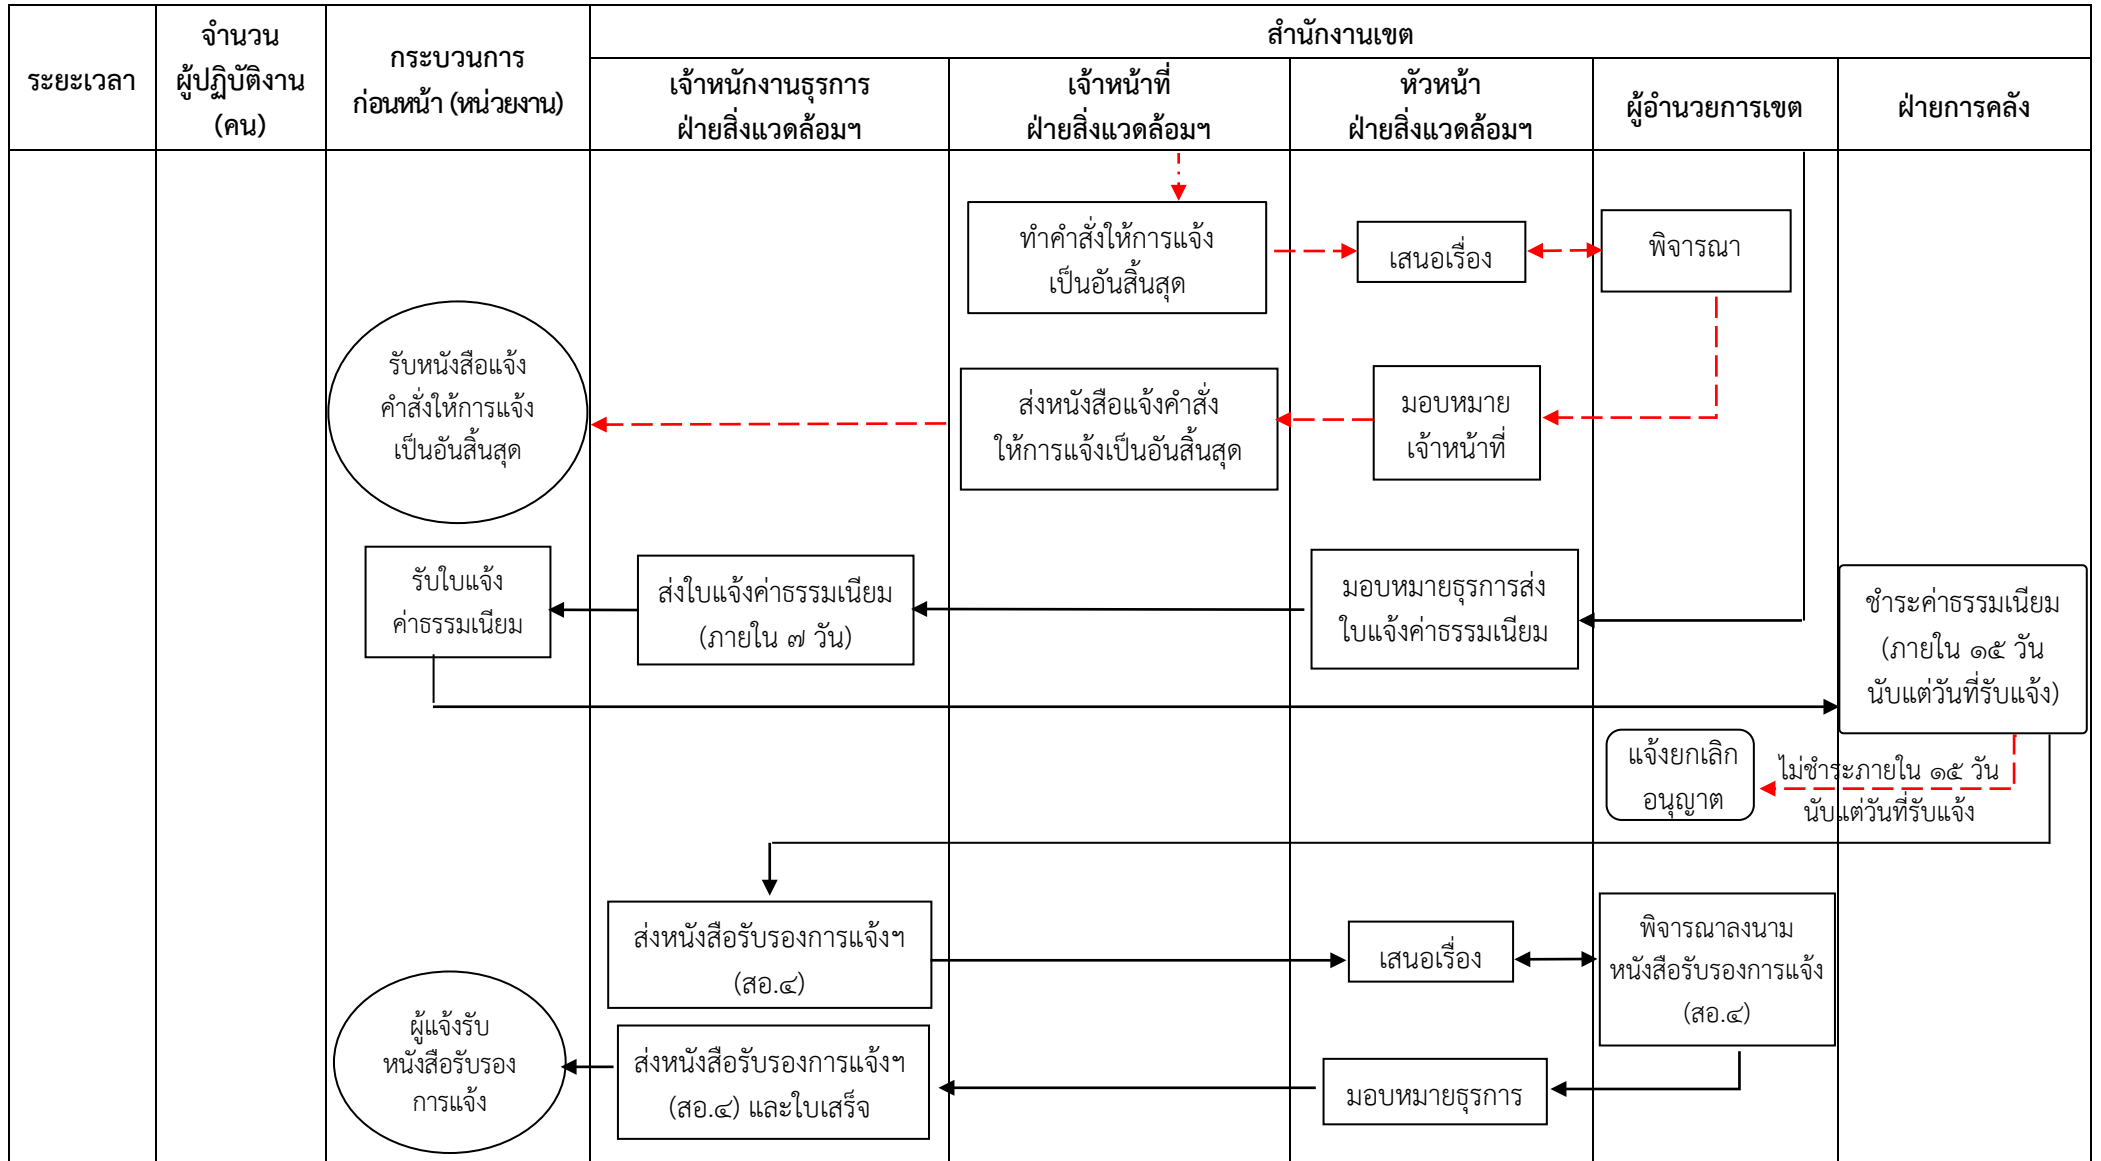 ระยะเวลา
จำนวน
ผู้ปฏิบัติงาน
(คน)
กระบวนการ
ก่อนหน้า (หน่วยงาน)
สำนักงานเขต
เจ้าหนักงานธุรการ
ฝ่ายสิ่งแวดล้อมฯ
เจ้าหน้าที่
ฝ่ายสิ่งแวดล้อมฯ
หัวหน้า
ฝ่ายสิ่งแวดล้อมฯ
ผู้อำนวยการเขต
ฝ่ายการคลัง
ทำคำสั่งให้การแจ้ง
เป็นอันสิ้นสุด
เสนอเรื่อง
พิจารณา
รับหนังสือแจ้ง
คำสั่งให้การแจ้ง
เป็นอันสิ้นสุด
ส่งหนังสือแจ้งคำสั่ง
ให้การแจ้งเป็นอันสิ้นสุด
มอบหมาย
เจ้าหน้าที่
รับใบแจ้ง
ค่าธรรมเนียม
ส่งใบแจ้งค่าธรรมเนียม
(ภายใน ๗ วัน)
มอบหมายธุรการส่ง
ใบแจ้งค่าธรรมเนียม
ชำระค่าธรรมเนียม
(ภายใน ๑๕ วัน
นับแต่วันที่รับแจ้ง)
แจ้งยกเลิก
อนุญาต
ไม่ชำระภายใน ๑๕ วัน
นับแต่วันที่รับแจ้ง
ส่งหนังสือรับรองการแจ้งฯ
(สอ.๔)
เสนอเรื่อง
พิจารณาลงนาม
หนังสือรับรองการแจ้ง
(สอ.๔)
ผู้แจ้งรับ
หนังสือรับรอง
การแจ้ง
ส่งหนังสือรับรองการแจ้งฯ
(สอ.๔) และใบเสร็จ
มอบหมายธุรการ